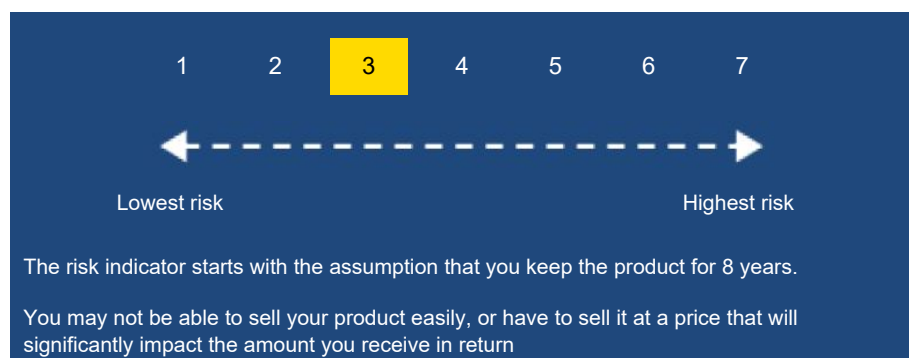 1 2 3 4 5 6 7
Lowest risk Highest risk
The risk indicator starts with the assumption that you keep the product for 8 years.
You may not be able to sell your product easily, or have to sell it at a price that will
significantly impact the amount you receive in return